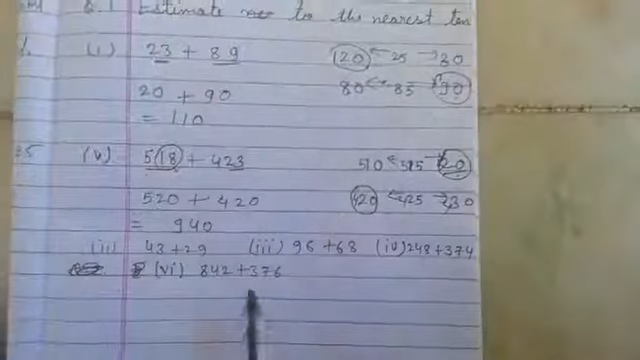 Q.1 Estimate to the nearest ten
(i) 23 + 89 20 ← 25 → 30
80 ← 85 → 90
20 + 90
= 110
(v) 518 + 423 510 ← 515 → 520
520 + 420 420 ← 425 → 430
= 940
(ii) 43 + 29 (iii) 96 + 68 (iv) 248 + 374
(vi) 842 + 376